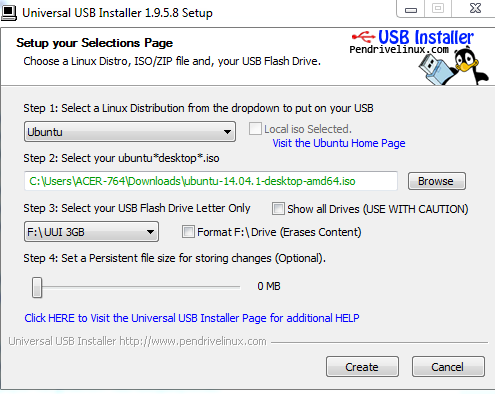 Universal USB Installer 1.9.5.8 Setup
Setup your Selections Page
Choose a Linux Distro, ISO/ZIP file and, your USB Flash Drive.
USB Installer
Pendrivelinux.com
Step 1: Select a Linux Distribution from the dropdown to put on your USB
Ubuntu
Local iso Selected.
Visit the Ubuntu Home Page
Step 2: Select your ubuntu*desktop*.iso
C:\Users\ACER-764\Downloads\ubuntu-14.04.1-desktop-amd64.iso
Browse
Step 3: Select your USB Flash Drive Letter Only
Show all Drives (USE WITH CAUTION)
F:\UUI 3GB
Format F:\ Drive (Erases Content)
Step 4: Set a Persistent file size for storing changes (Optional).
0 MB
Click HERE to Visit the Universal USB Installer Page for additional HELP
Universal USB Installer http://www.pendrivelinux.com
Create
Cancel